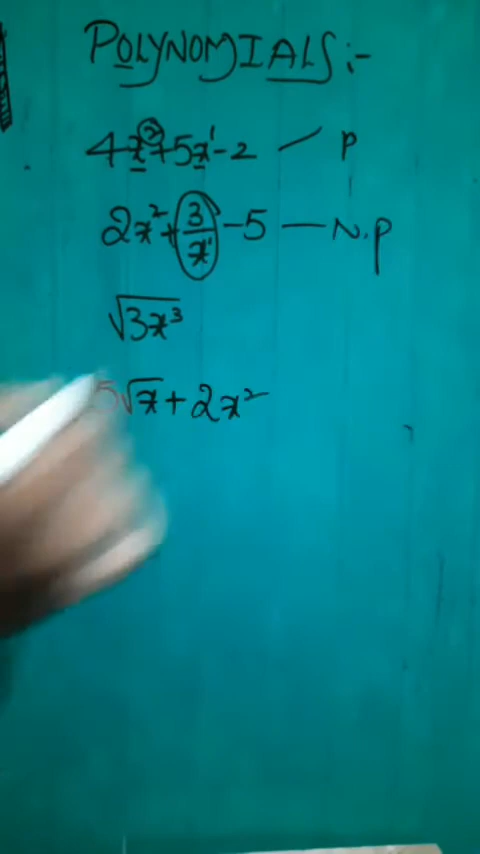 POLYNOMIALS:-
4x²+5x¹-2 — P
2x²+3/x¹-5 — N.P
√3x³
5√x+2x²